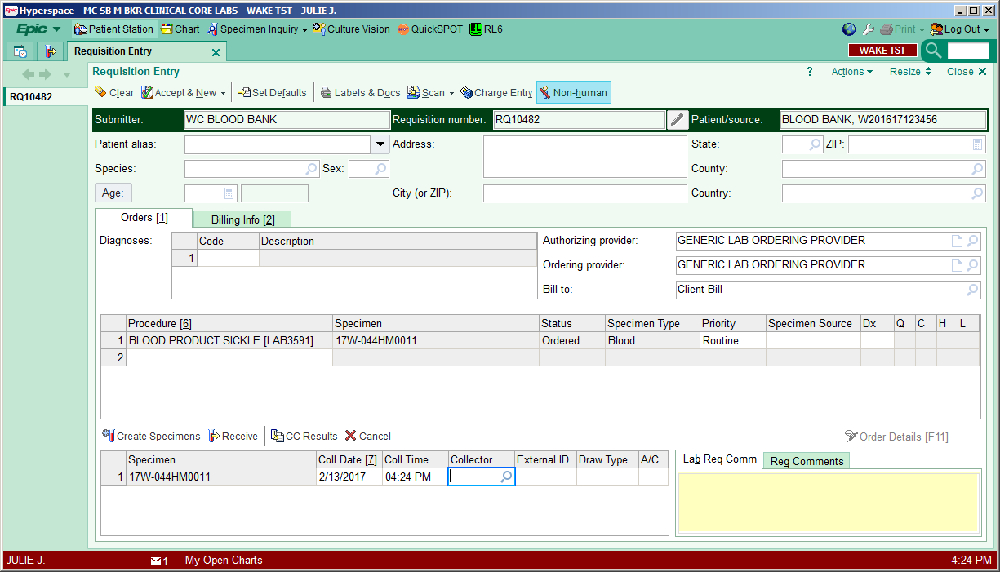 Epic Hyperspace - MC SB M BKR CLINICAL CORE LABS - WAKE TST - JULIE J.
Epic Patient Station Chart Specimen Inquiry Culture Vision SPOT QuickSPOT RL RL6 Print Log Out
Requisition Entry WAKE TST
Requisition Entry ? Actions Resize Close
RQ10482
Clear Accept & New Set Defaults Labels & Docs Scan Charge Entry Non-human
Submitter: WC BLOOD BANK Requisition number: RQ10482 Patient/source: BLOOD BANK, W201617123456
Patient alias: Address: State: ZIP:
Species: Sex: County:
Age: City (or ZIP): Country:
Orders [1] Billing Info [2]
Diagnoses: Code Description Authorizing provider: GENERIC LAB ORDERING PROVIDER
1
Ordering provider: GENERIC LAB ORDERING PROVIDER
Bill to: Client Bill
Procedure [6] Specimen Status Specimen Type Priority Specimen Source Dx Q C H L
1 BLOOD PRODUCT SICKLE [LAB3591] 17W-044HM0011 Ordered Blood Routine
2
Create Specimens Receive CC Results Cancel Order Details [F11]
Specimen Coll Date [7] Coll Time Collector External ID Draw Type A/C
1 17W-044HM0011 2/13/2017 04:24 PM
Lab Req Comm Req Comments
JULIE J. 1 My Open Charts 4:24 PM